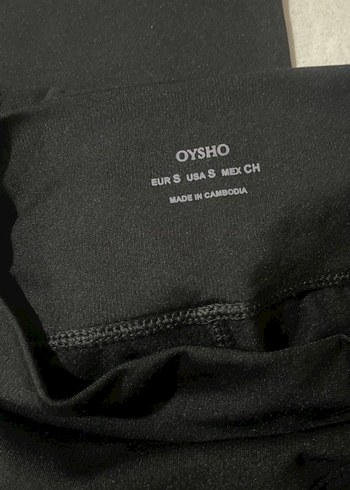 OYSHO
EUR S USA S MEX CH
MADE IN CAMBODIA